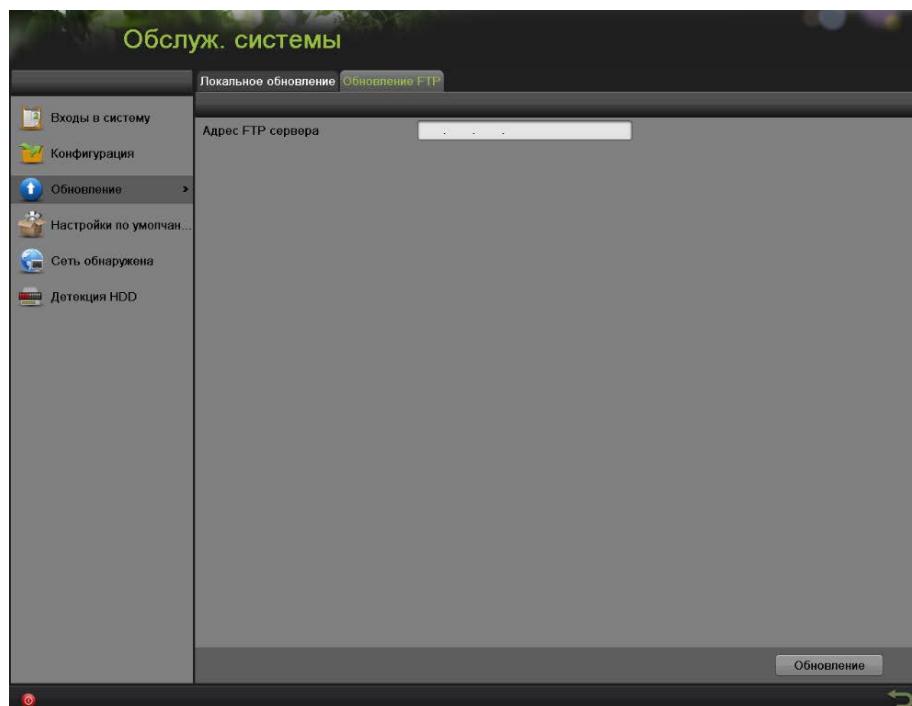 Обслуж. системы
Локальное обновление Обновление FTP
Входы в систему
Адрес FTP сервера . . .
Конфигурация
Обновление >
Настройки по умолчан...
Сеть обнаружена
Детекция HDD
Обновление